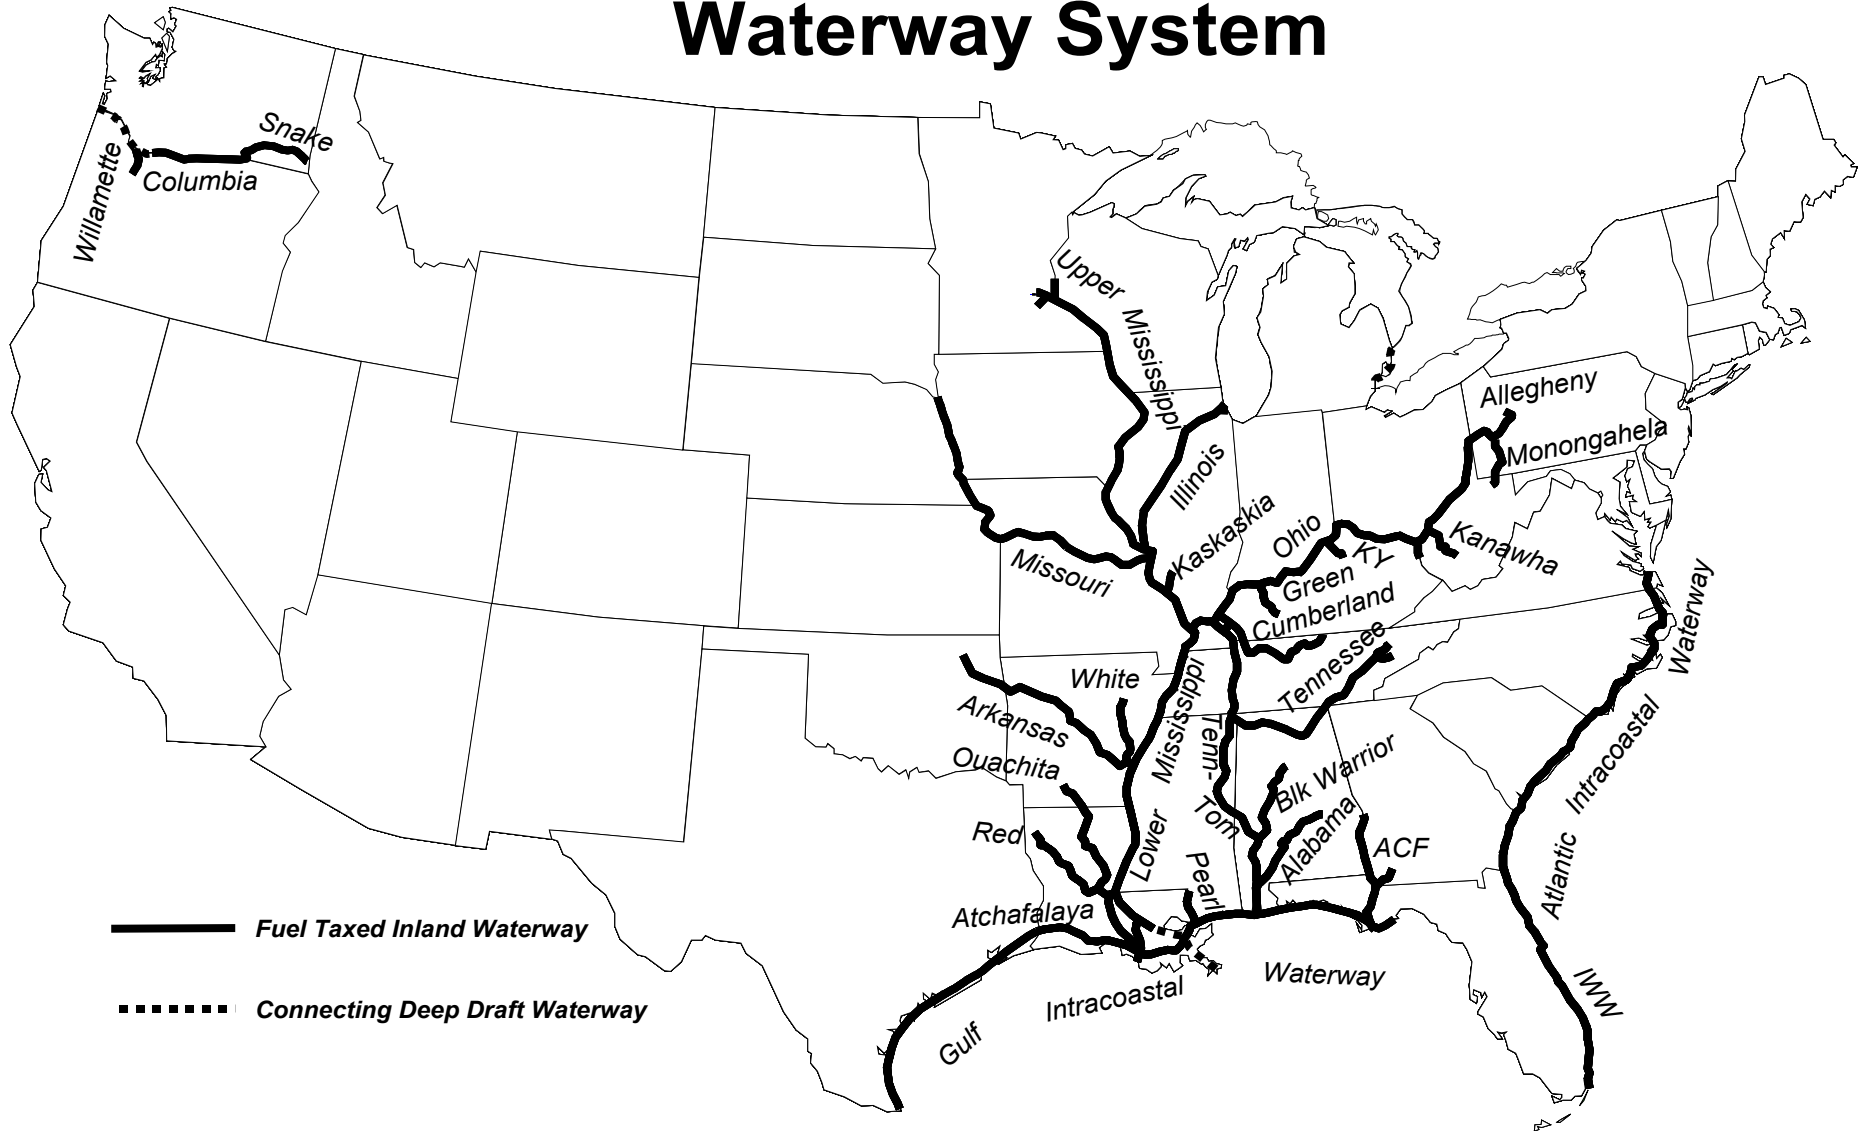 Waterway System
Snake
Willamette
Columbia
Upper
Mississippi
Allegheny
Monongahela
Illinois
Kaskaskia
Ohio
KY
Kanawha
Missouri
Green
Cumberland
Waterway
Tennessee
White
Mississippi
Arkansas
Tenn-
Intracoastal
Ouachita
Blk Warrior
Tom
Red
Lower
Alabama
ACF
Pearl
Atlantic
Atchafalaya
Fuel Taxed Inland Waterway
Waterway
Intracoastal
IWW
Connecting Deep Draft Waterway
Gulf